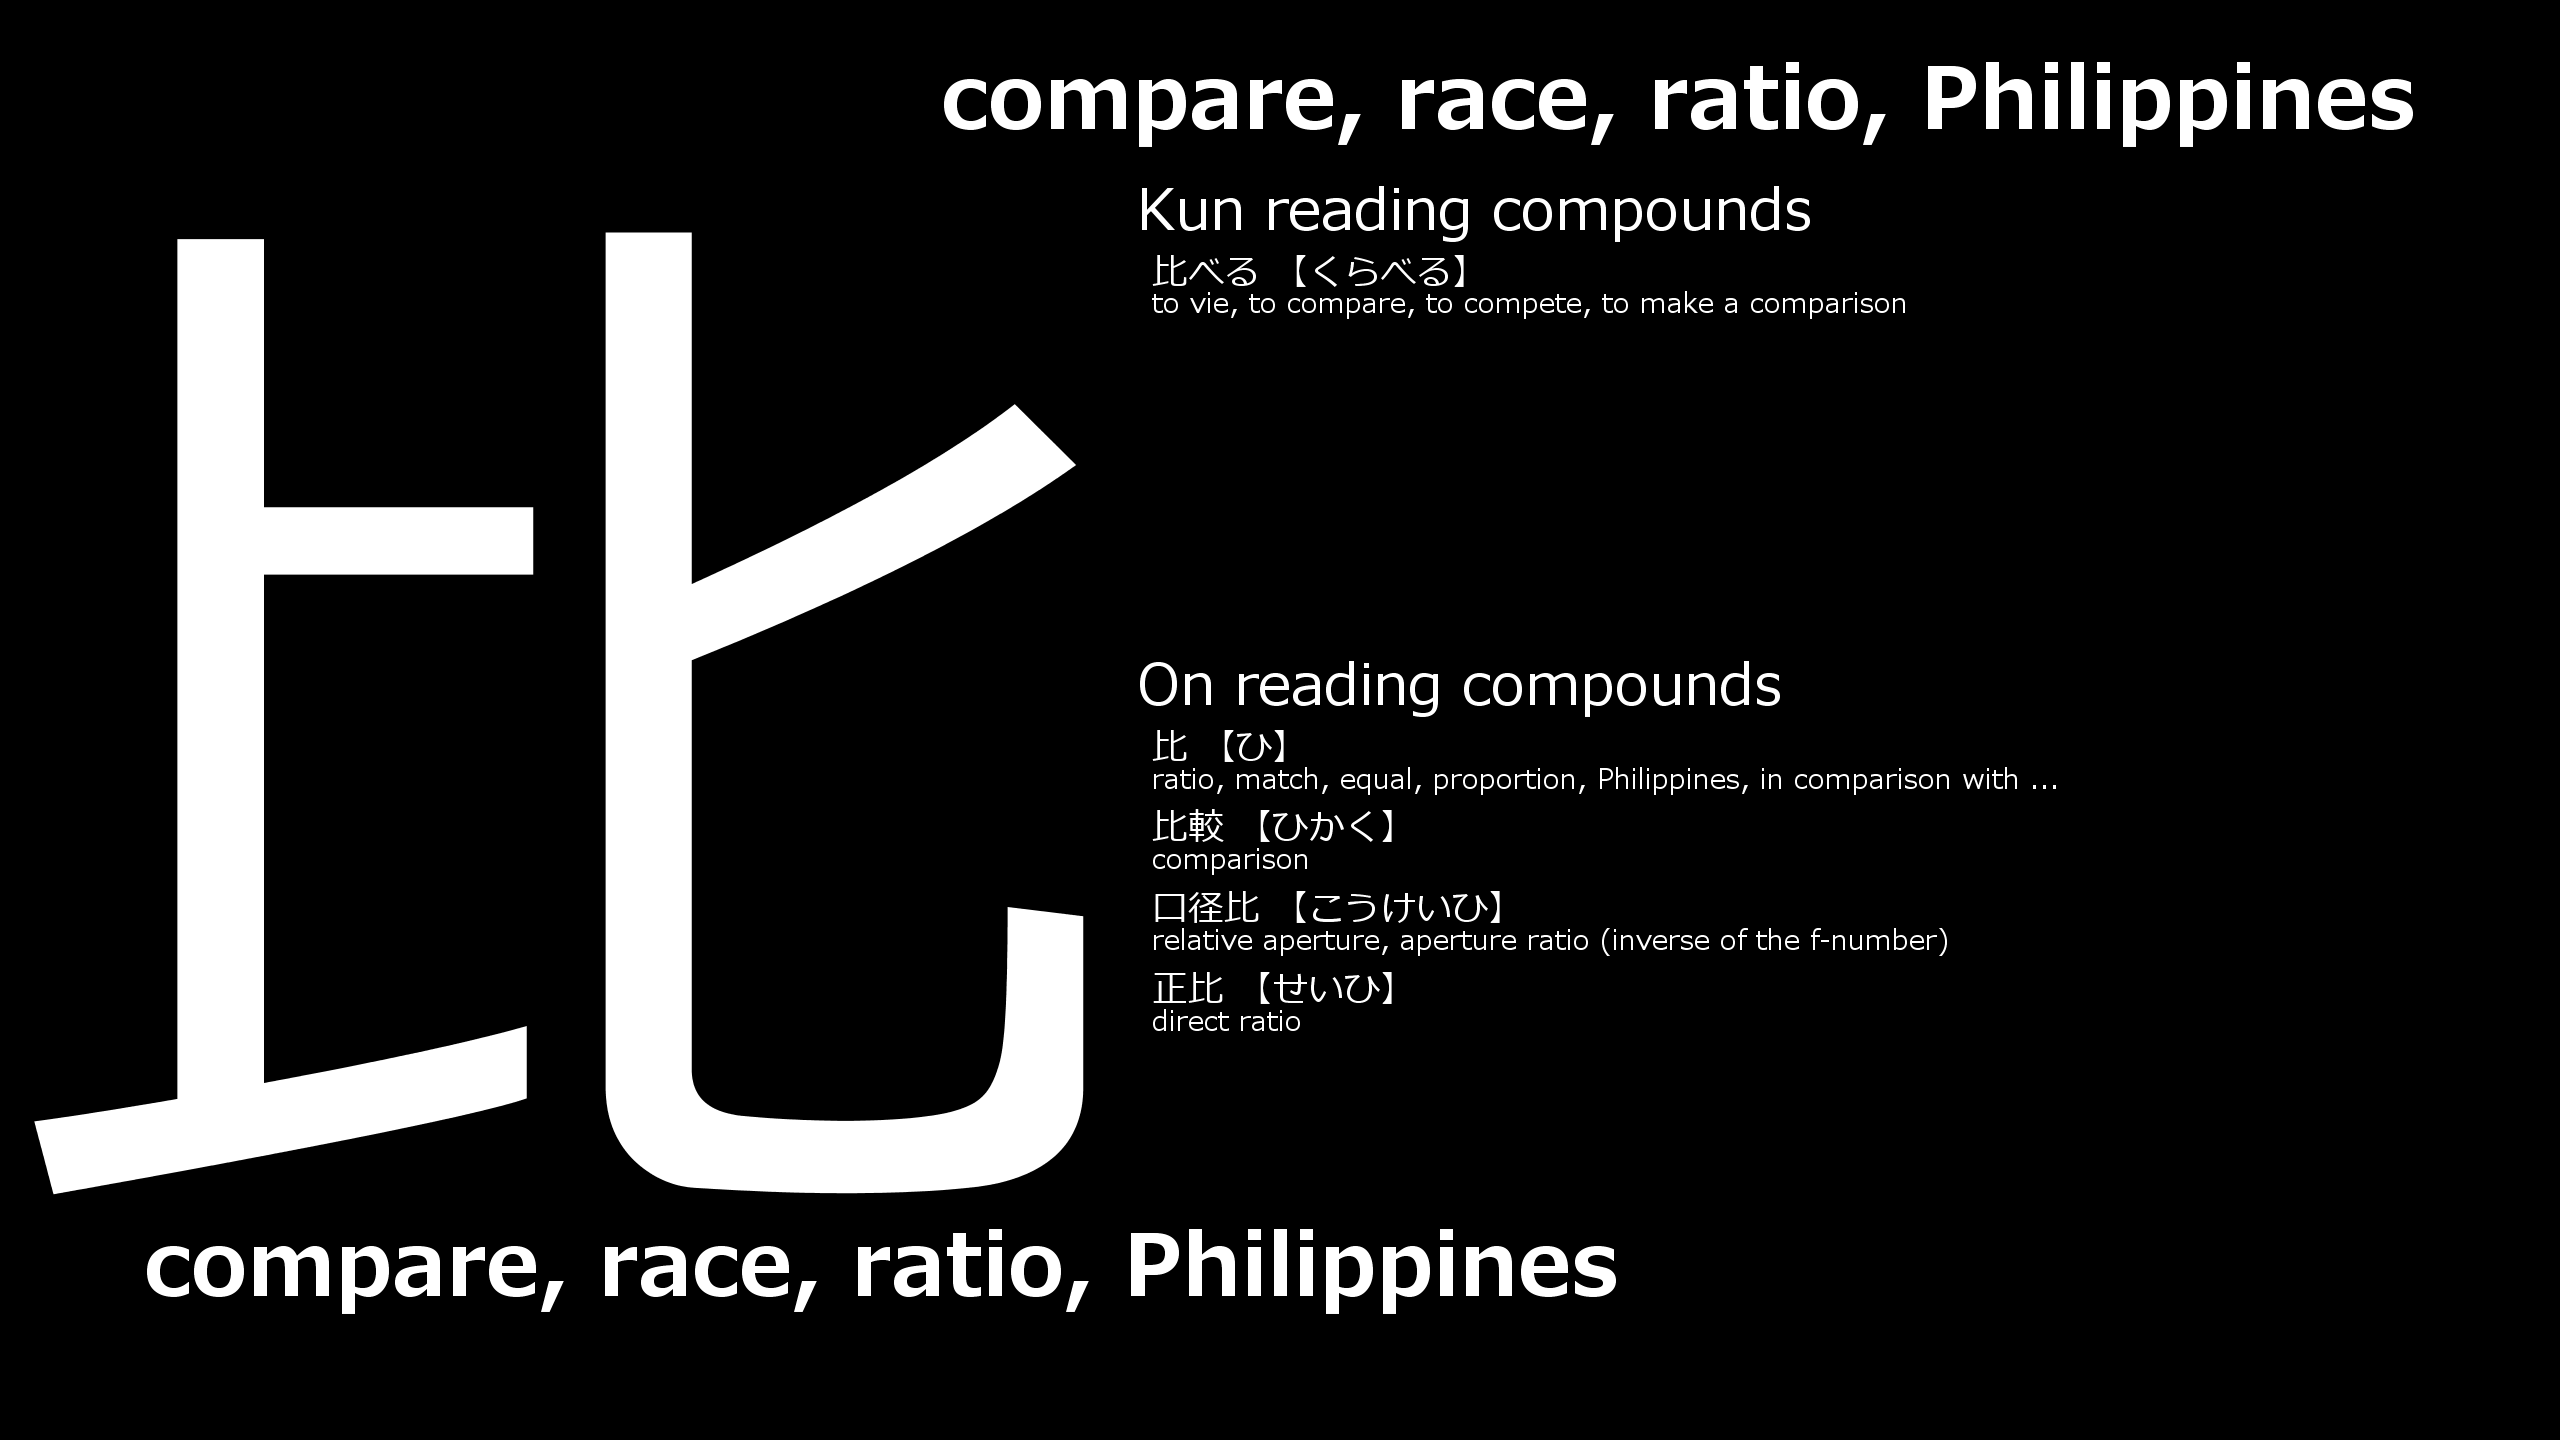 compare, race, ratio, Philippines
比
Kun reading compounds
比べる 【くらべる】
to vie, to compare, to compete, to make a comparison
On reading compounds
比 【ひ】
ratio, match, equal, proportion, Philippines, in comparison with ...
比較 【ひかく】
comparison
口径比 【こうけいひ】
relative aperture, aperture ratio (inverse of the f-number)
正比 【せいひ】
direct ratio
compare, race, ratio, Philippines